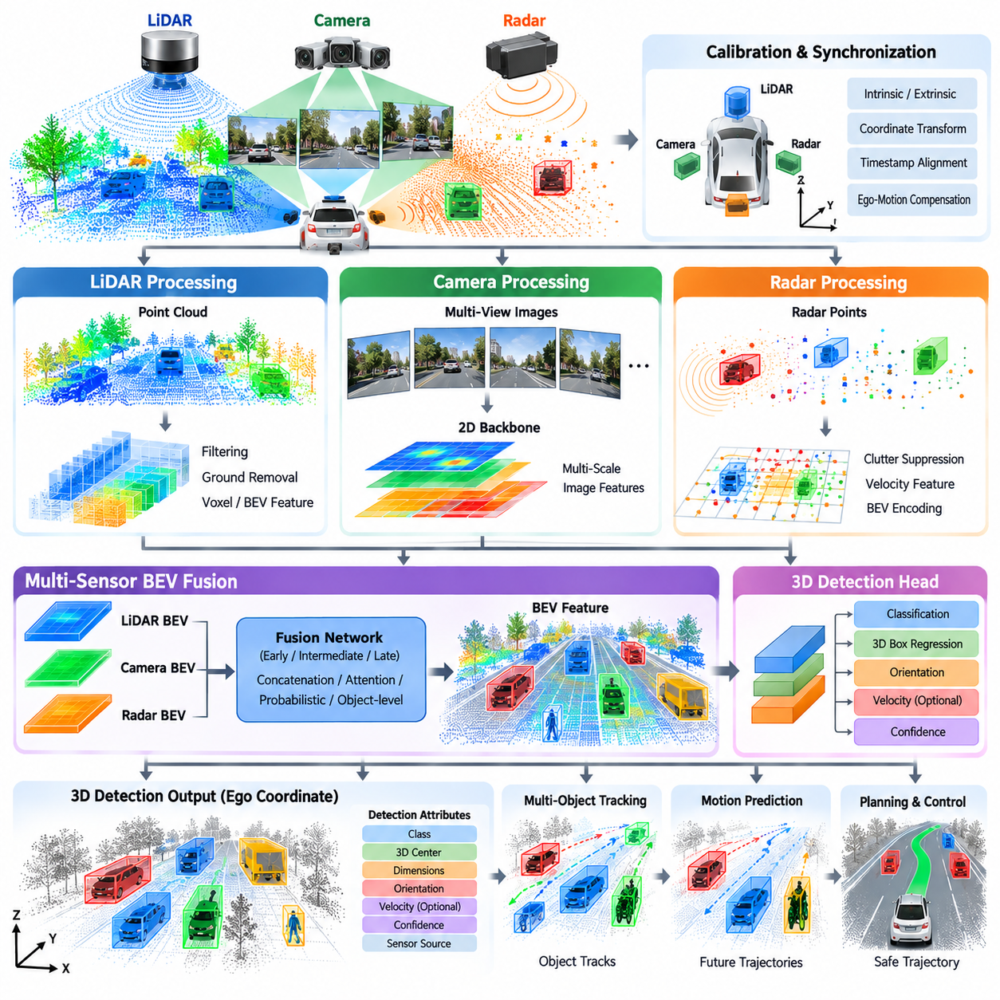 LiDAR
Camera
Radar
Calibration & Synchronization
LiDAR
Camera
Radar
Z
Y
Intrinsic / Extrinsic
Coordinate Transform
Timestamp Alignment
Ego-Motion Compensation
LiDAR Processing
Point Cloud
Filtering
Ground Removal
Voxel / BEV Feature
Camera Processing
Multi-View Images
...
2D Backbone
Multi-Scale
Image Features
Radar Processing
Radar Points
Clutter Suppression
Velocity Feature
BEV Encoding
Multi-Sensor BEV Fusion
LiDAR BEV
Camera BEV
Radar BEV
Fusion Network
(Early / Intermediate / Late)
Concatenation / Attention /
Probabilistic / Object-level
BEV Feature
3D Detection Head
Classification
3D Box Regression
Orientation
Velocity (Optional)
Confidence
3D Detection Output (Ego Coordinate)
Z
Y
X
Detection Attributes
Class
3D Center
Dimensions
Orientation
Velocity (Optional)
Confidence
Sensor Source
Multi-Object Tracking
Object Tracks
Motion Prediction
Future Trajectories
Planning & Control
Safe Trajectory